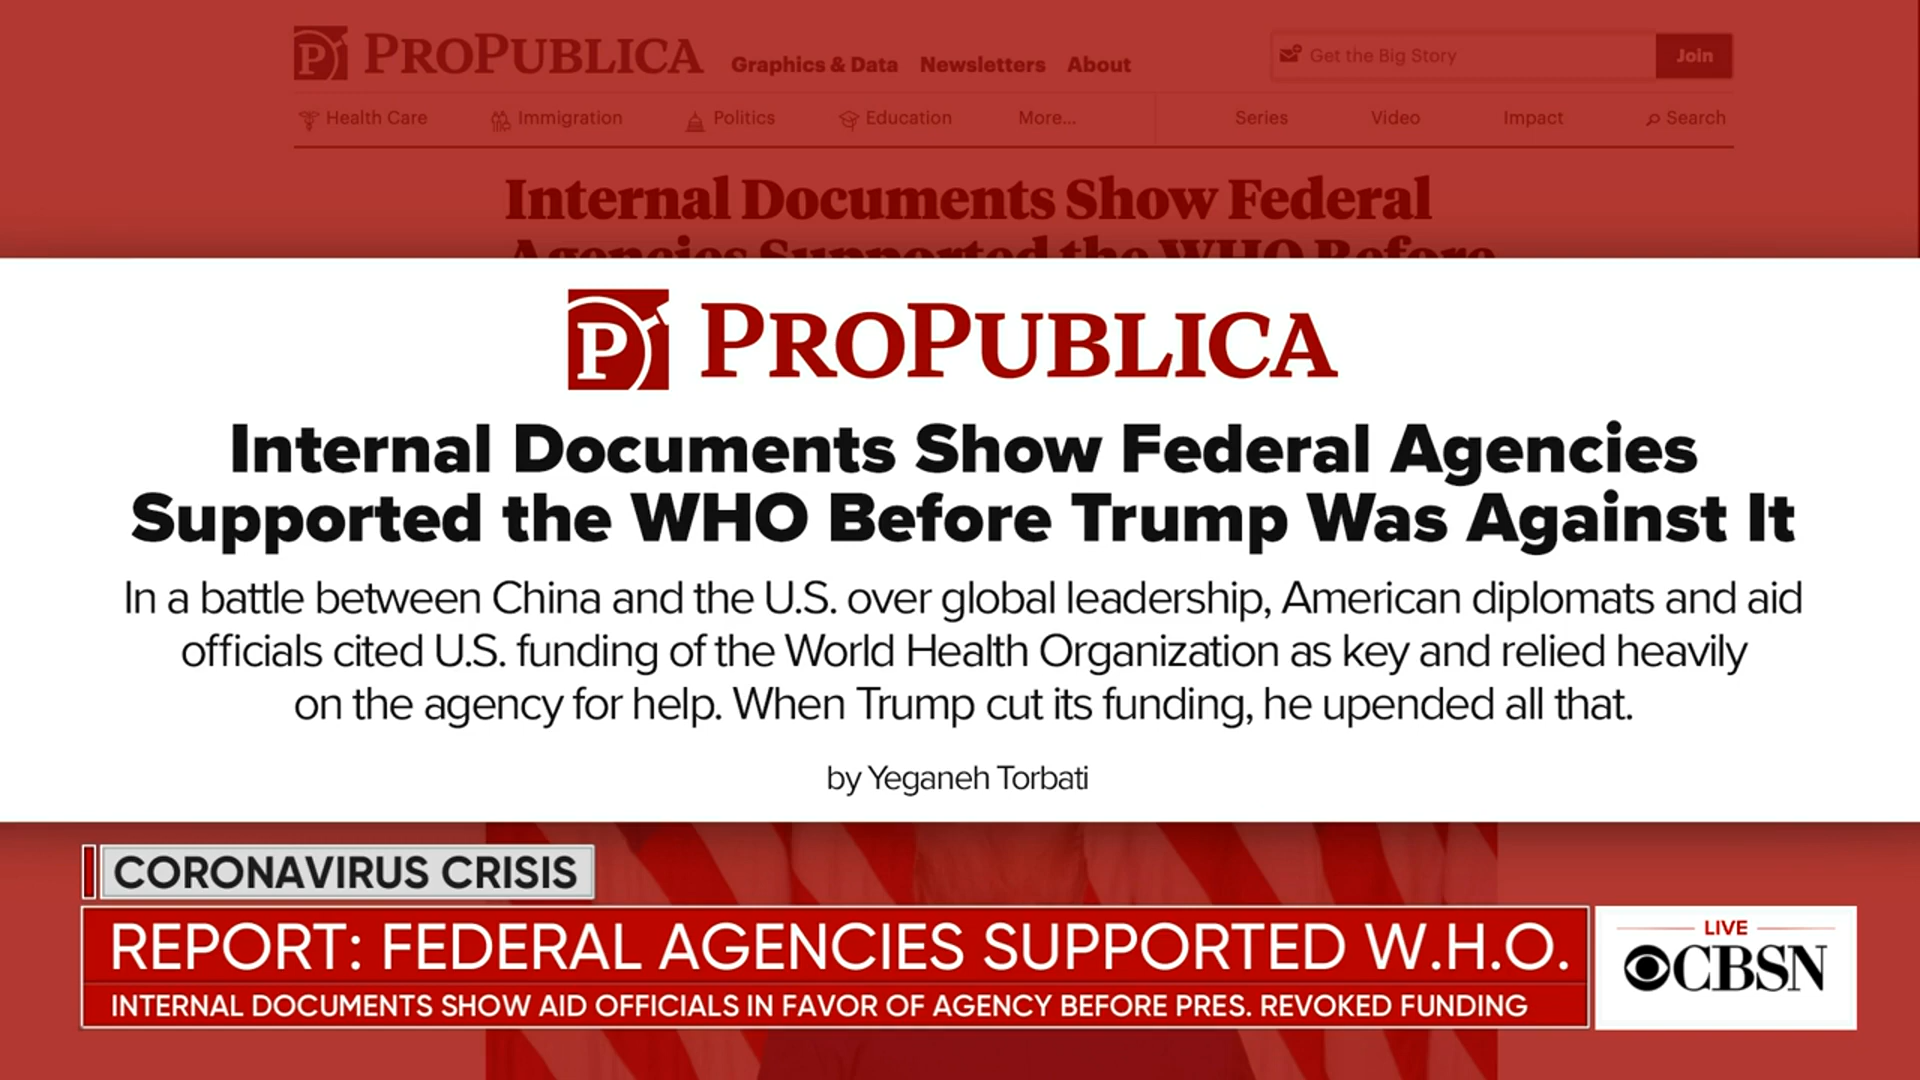 PROPUBLICA
Graphics & Data Newsletters About
Get the Big Story
Join
Health Care Immigration Politics Education More... Series Video Impact Search
Internal Documents Show Federal
Agencies Supported the WHO Before
P PROPUBLICA
Internal Documents Show Federal Agencies
Supported the WHO Before Trump Was Against It
In a battle between China and the U.S. over global leadership, American diplomats and aid
officials cited U.S. funding of the World Health Organization as key and relied heavily
on the agency for help. When Trump cut its funding, he upended all that.
by Yeganeh Torbati
CORONAVIRUS CRISIS
REPORT: FEDERAL AGENCIES SUPPORTED W.H.O.
INTERNAL DOCUMENTS SHOW AID OFFICIALS IN FAVOR OF AGENCY BEFORE PRES. REVOKED FUNDING
LIVE
CBSN